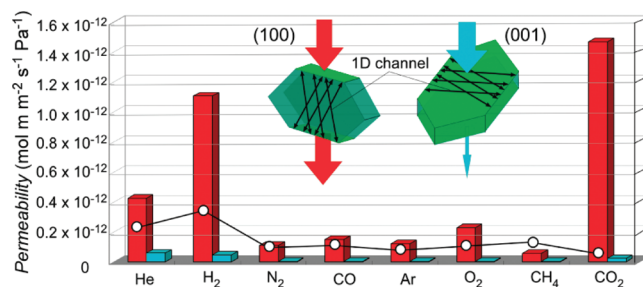 Permeability (mol m m⁻² s⁻¹ Pa⁻¹)
1.6 x 10⁻¹²
1.4 x 10⁻¹²
1.2 x 10⁻¹²
1.0 x 10⁻¹²
0.8 x 10⁻¹²
0.6 x 10⁻¹²
0.4 x 10⁻¹²
0.2 x 10⁻¹²
0
(100)
(001)
1D channel
He H₂ N₂ CO Ar O₂ CH₄ CO₂